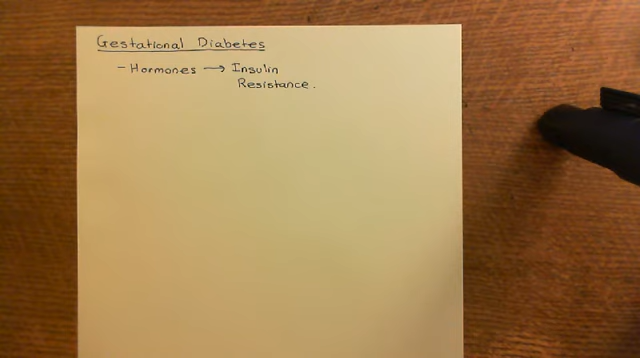 Gestational Diabetes
- Hormones → Insulin
Resistance.